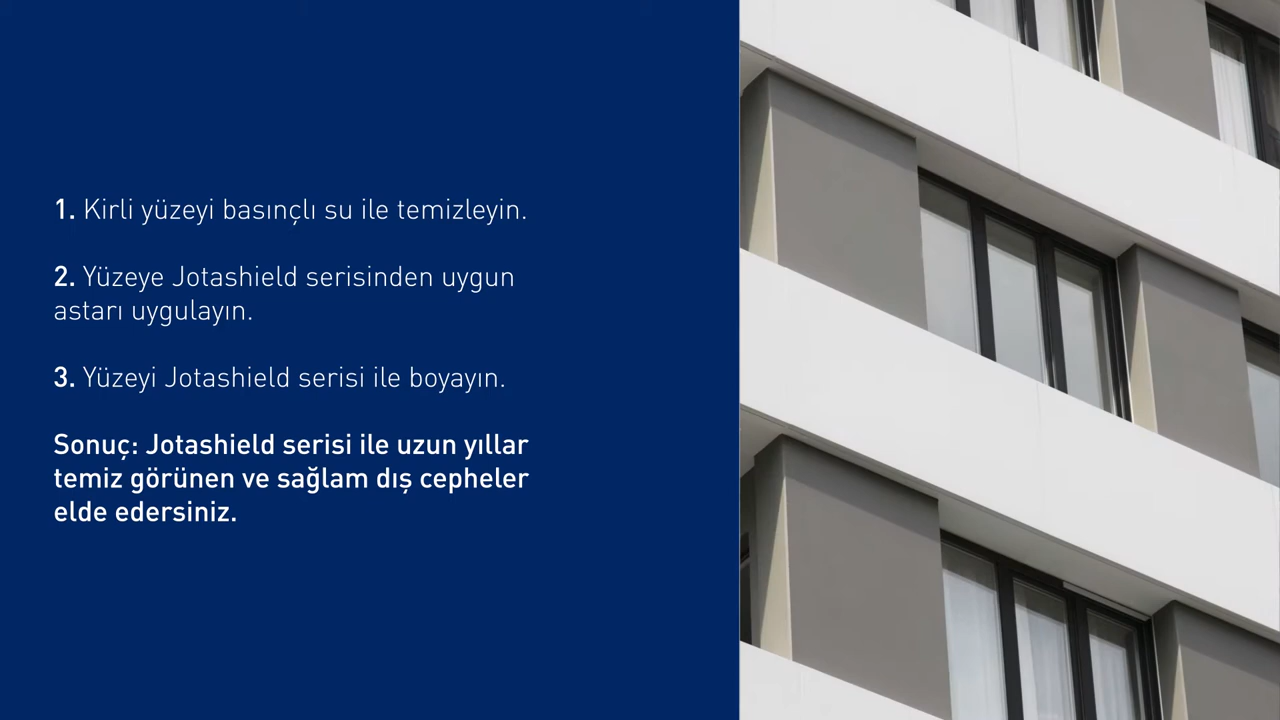 1. Kirli yüzeyi basınçlı su ile temizleyin.
2. Yüzeye Jotashield serisinden uygun
astarı uygulayın.
3. Yüzeyi Jotashield serisi ile boyayın.
Sonuç: Jotashield serisi ile uzun yıllar
temiz görünen ve sağlam dış cepheler
elde edersiniz.